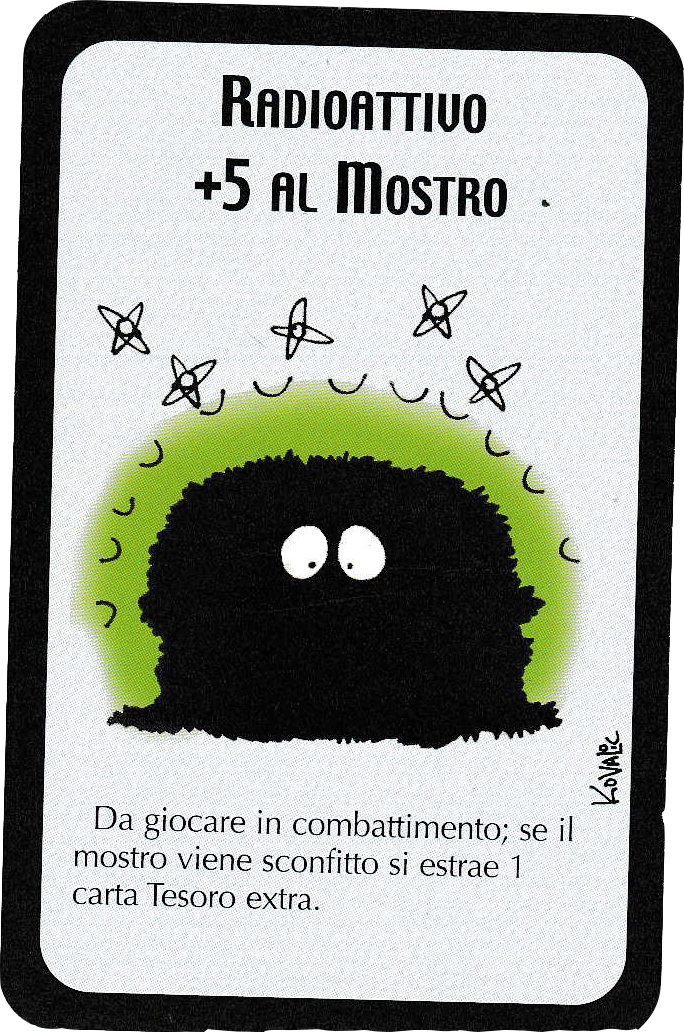 Radioattivo
+5 al Mostro
Kovalic
Da giocare in combattimento; se il
mostro viene sconfitto si estrae 1
carta Tesoro extra.